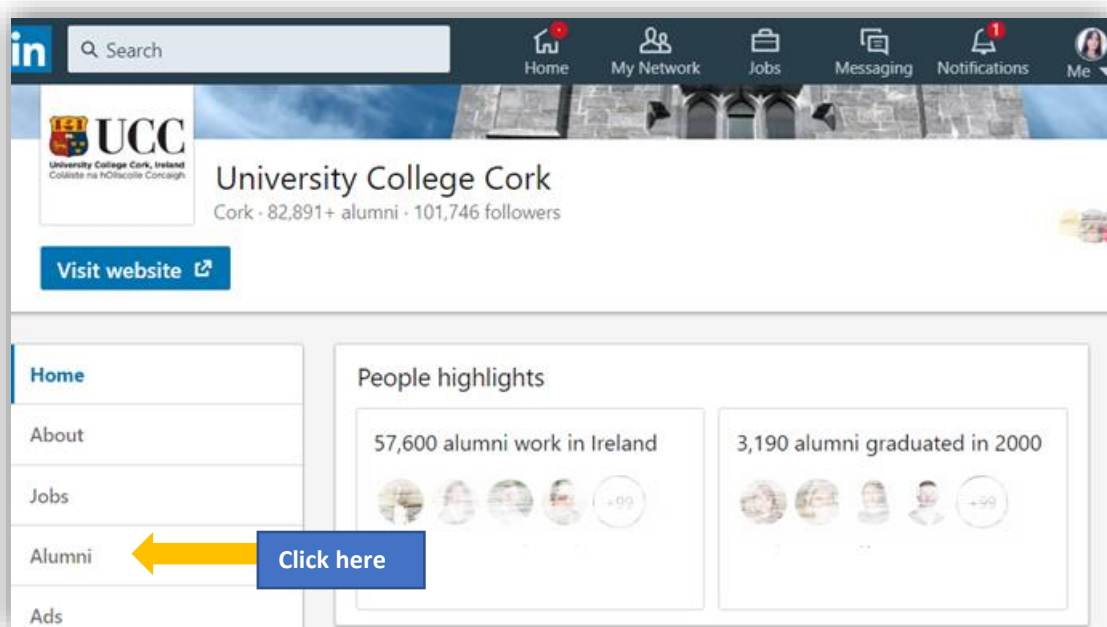 in
Search
Home
My Network
Jobs
Messaging
1
Notifications
Me
UCC
University College Cork, Ireland
Coláiste na hOllscoile Corcaigh
University College Cork
Cork · 82,891+ alumni · 101,746 followers
Visit website
Home
About
Jobs
Alumni
Ads
Click here
People highlights
57,600 alumni work in Ireland
+99
3,190 alumni graduated in 2000
+99